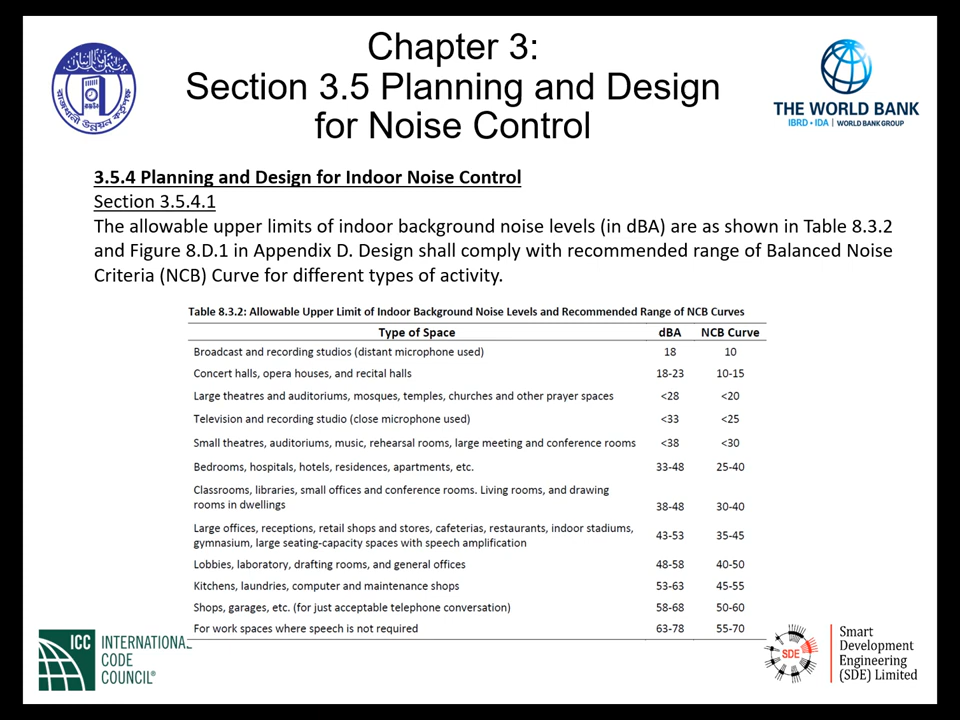 Chapter 3:
Section 3.5 Planning and Design
for Noise Control
THE WORLD BANK
IBRD • IDA | WORLD BANK GROUP
3.5.4 Planning and Design for Indoor Noise Control
Section 3.5.4.1
The allowable upper limits of indoor background noise levels (in dBA) are as shown in Table 8.3.2
and Figure 8.D.1 in Appendix D. Design shall comply with recommended range of Balanced Noise
Criteria (NCB) Curve for different types of activity.
Table 8.3.2: Allowable Upper Limit of Indoor Background Noise Levels and Recommended Range of NCB Curves
Type of Space dBA NCB Curve
Broadcast and recording studios (distant microphone used) 18 10
Concert halls, opera houses, and recital halls 18-23 10-15
Large theatres and auditoriums, mosques, temples, churches and other prayer spaces <28 <20
Television and recording studio (close microphone used) <33 <25
Small theatres, auditoriums, music, rehearsal rooms, large meeting and conference rooms <38 <30
Bedrooms, hospitals, hotels, residences, apartments, etc. 33-48 25-40
Classrooms, libraries, small offices and conference rooms. Living rooms, and drawing
rooms in dwellings 38-48 30-40
Large offices, receptions, retail shops and stores, cafeterias, restaurants, indoor stadiums,
gymnasium, large seating-capacity spaces with speech amplification 43-53 35-45
Lobbies, laboratory, drafting rooms, and general offices 48-58 40-50
Kitchens, laundries, computer and maintenance shops 53-63 45-55
Shops, garages, etc. (for just acceptable telephone conversation) 58-68 50-60
For work spaces where speech is not required 63-78 55-70
ICC INTERNATIONAL
CODE
COUNCIL®
SDE
Smart
Development
Engineering
(SDE) Limited